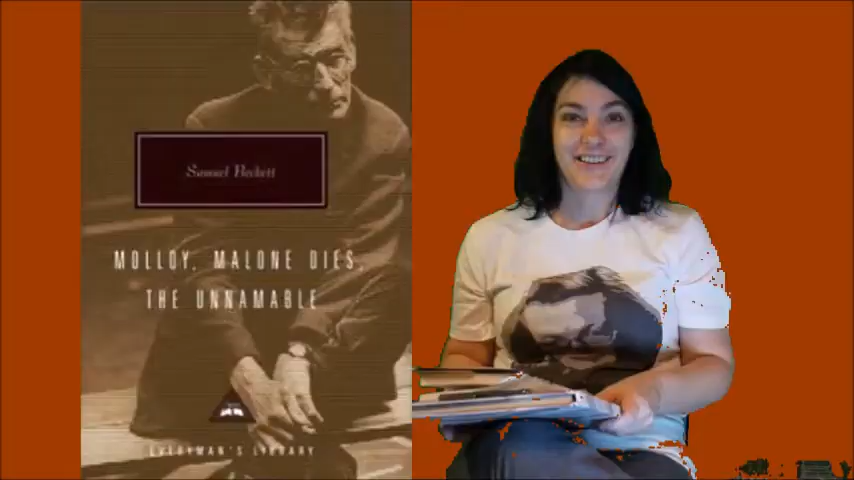 Samuel Beckett
MOLLOY, MALONE DIES,
THE UNNAMABLE
EVERYMAN'S LIBRARY